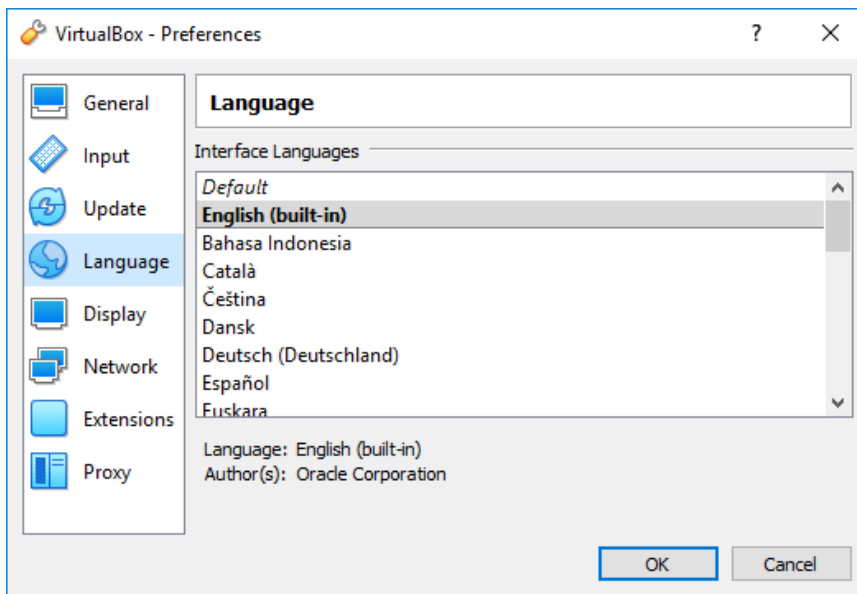 VirtualBox - Preferences
?
General
Input
Update
Language
Display
Network
Extensions
Proxy
Language
Interface Languages
Default
English (built-in)
Bahasa Indonesia
Català
Čeština
Dansk
Deutsch (Deutschland)
Español
Euskara
Language: English (built-in)
Author(s): Oracle Corporation
OK
Cancel